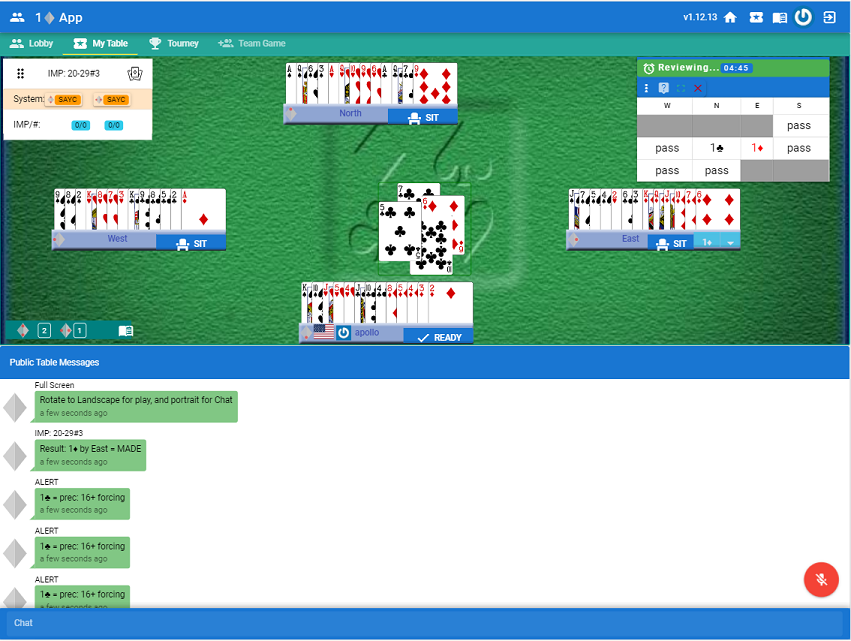 1 App
v1.12.13
Lobby
My Table
Tourney
Team Game
IMP: 20-29#3
System: SAYC SAYC
IMP/#: 0/0 0/0
North
SIT
Reviewing... 04:45
W N E S
pass
pass 1♣ 1♦ pass
pass pass
West
SIT
East
SIT
1♦
2 1
apollo
READY
Public Table Messages
Full Screen
Rotate to Landscape for play, and portrait for Chat
a few seconds ago
IMP: 20-29#3
Result: 1♦ by East = MADE
a few seconds ago
ALERT
1♣ = prec: 16+ forcing
a few seconds ago
ALERT
1♣ = prec: 16+ forcing
a few seconds ago
ALERT
1♣ = prec: 16+ forcing
a few seconds ago
Chat